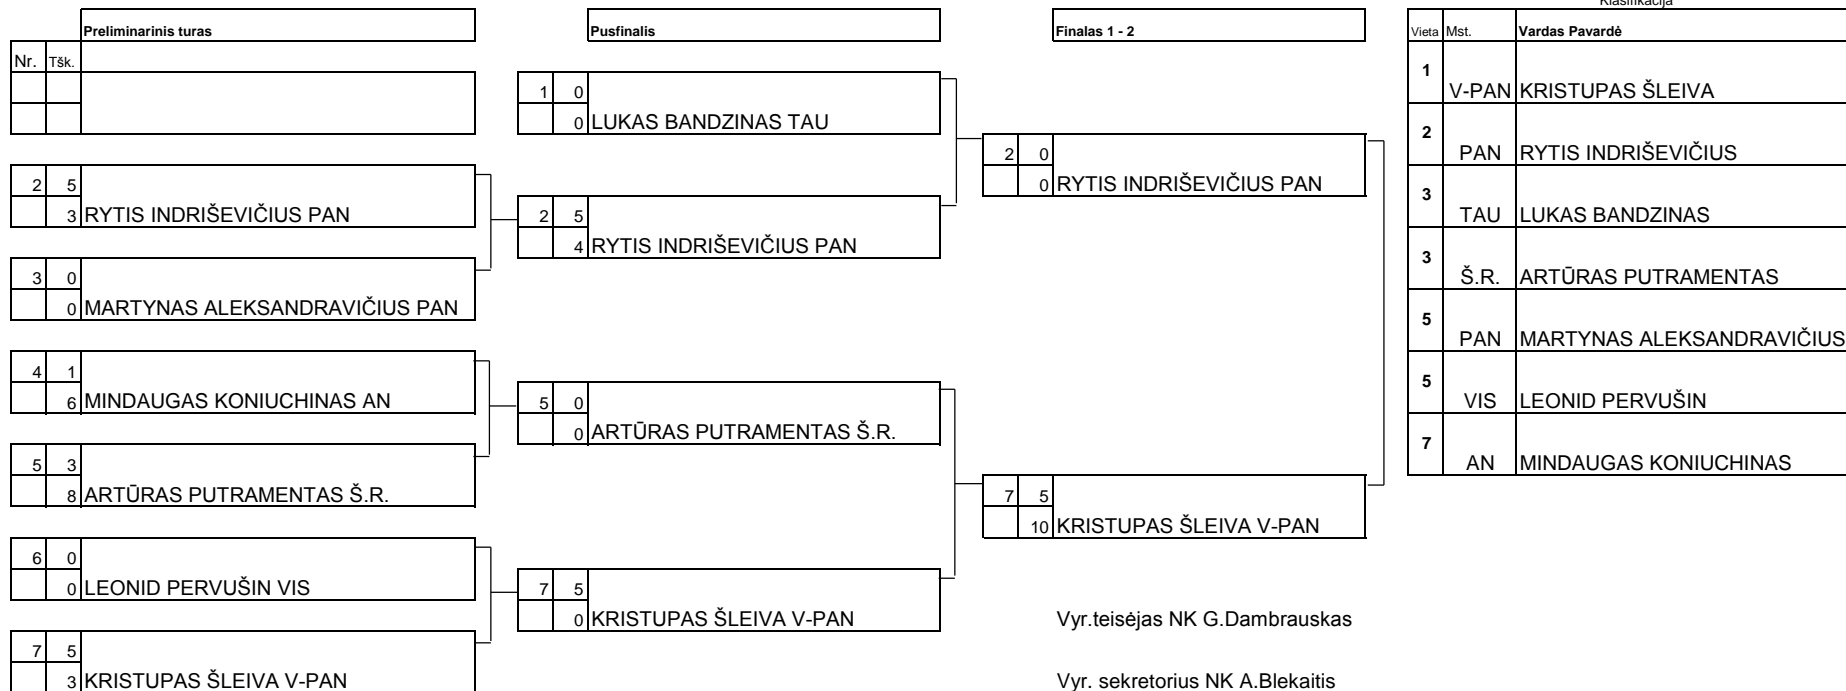 Klasifikacija
Preliminarinis turas Pusfinalis Finalas 1 - 2 Vieta Mst. Vardas Pavardė
Nr. Tšk.
1
V-PAN KRISTUPAS ŠLEIVA
2
PAN RYTIS INDRIŠEVIČIUS
3
TAU LUKAS BANDZINAS
3
Š.R. ARTŪRAS PUTRAMENTAS
5
PAN MARTYNAS ALEKSANDRAVIČIUS
5
VIS LEONID PERVUŠIN
7
AN MINDAUGAS KONIUCHINAS
2 5
3 RYTIS INDRIŠEVIČIUS PAN
3 0
0 MARTYNAS ALEKSANDRAVIČIUS PAN
4 1
6 MINDAUGAS KONIUCHINAS AN
5 3
8 ARTŪRAS PUTRAMENTAS Š.R.
6 0
0 LEONID PERVUŠIN VIS
7 5
3 KRISTUPAS ŠLEIVA V-PAN
1 0
0 LUKAS BANDZINAS TAU
2 5
4 RYTIS INDRIŠEVIČIUS PAN
5 0
0 ARTŪRAS PUTRAMENTAS Š.R.
7 5
0 KRISTUPAS ŠLEIVA V-PAN
2 0
0 RYTIS INDRIŠEVIČIUS PAN
7 5
10 KRISTUPAS ŠLEIVA V-PAN
Vyr.teisėjas NK G.Dambrauskas
Vyr. sekretorius NK A.Blekaitis